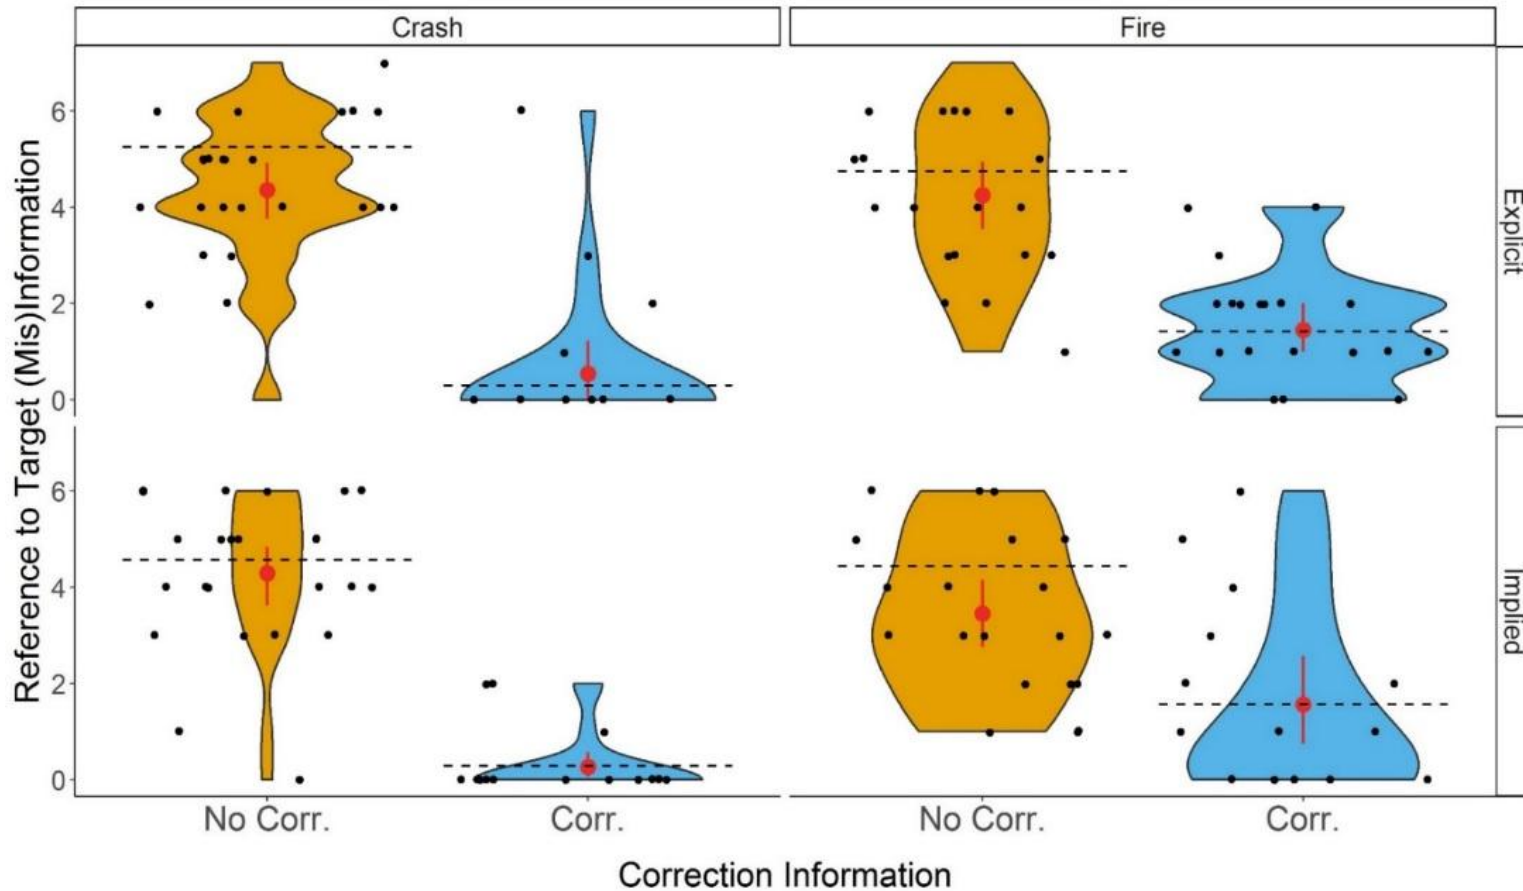 Crash
Fire
Reference to Target (Mis)Information
6
4
2
0
Explicit
6
4
2
0
Implied
No Corr.
Corr.
No Corr.
Corr.
Correction Information